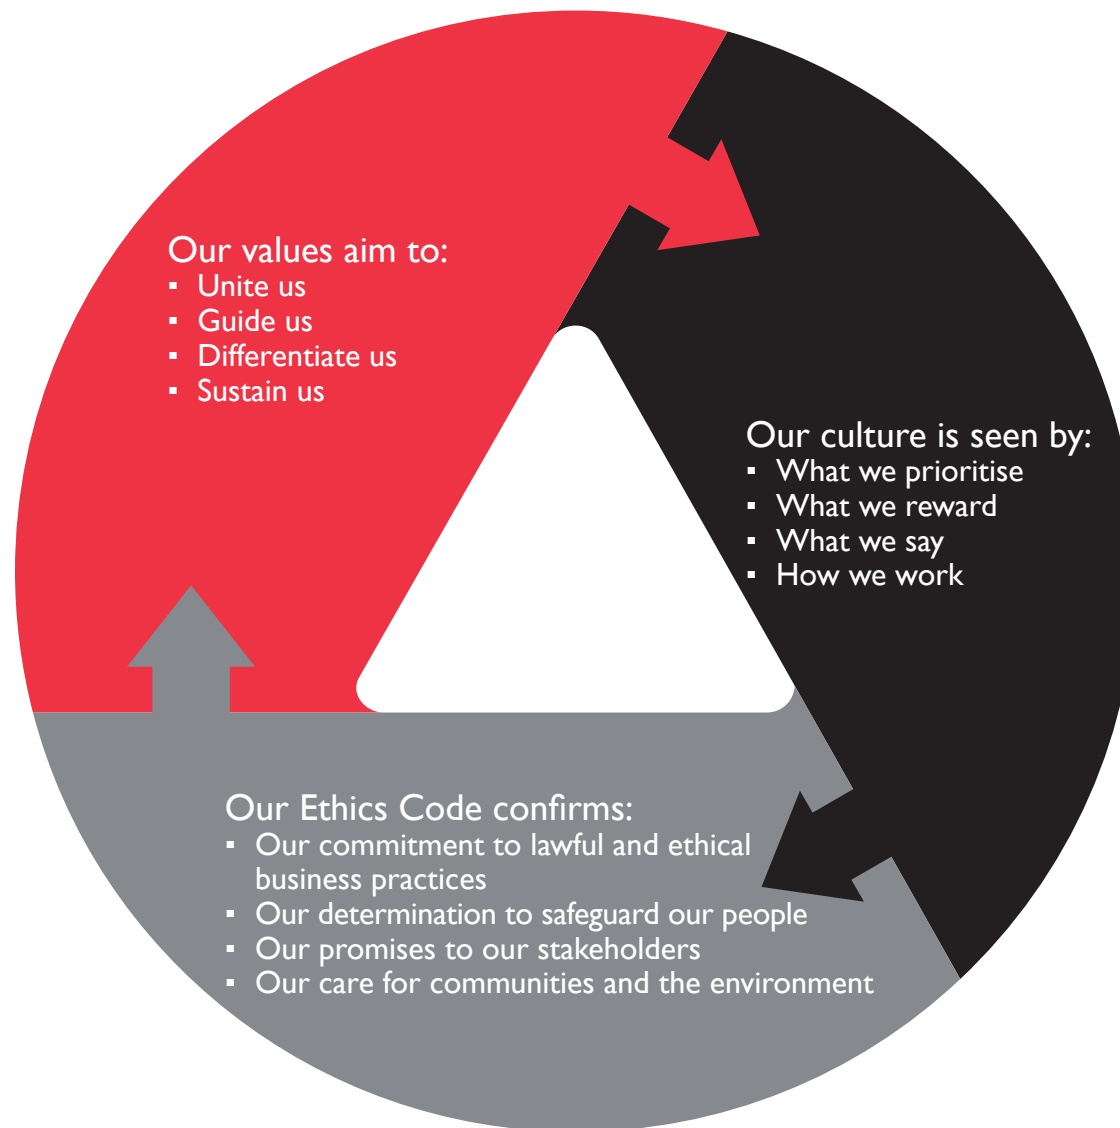 Our values aim to:
▪ Unite us
▪ Guide us
▪ Differentiate us
▪ Sustain us
Our culture is seen by:
▪ What we prioritise
▪ What we reward
▪ What we say
▪ How we work
Our Ethics Code confirms:
▪ Our commitment to lawful and ethical
business practices
▪ Our determination to safeguard our people
▪ Our promises to our stakeholders
▪ Our care for communities and the environment